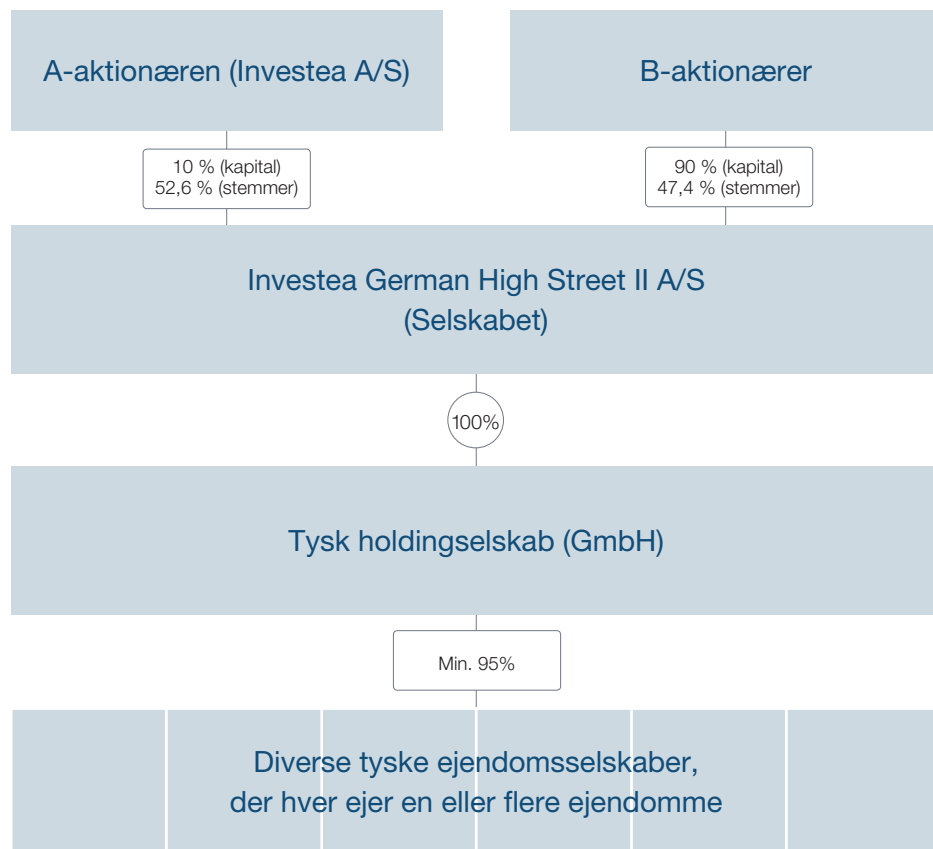 A-aktionæren (Investea A/S)
B-aktionærer
10 % (kapital)
52,6 % (stemmer)
90 % (kapital)
47,4 % (stemmer)
Investea German High Street II A/S
(Selskabet)
100%
Tysk holdingselskab (GmbH)
Min. 95%
Diverse tyske ejendomsselskaber,
der hver ejer en eller flere ejendomme